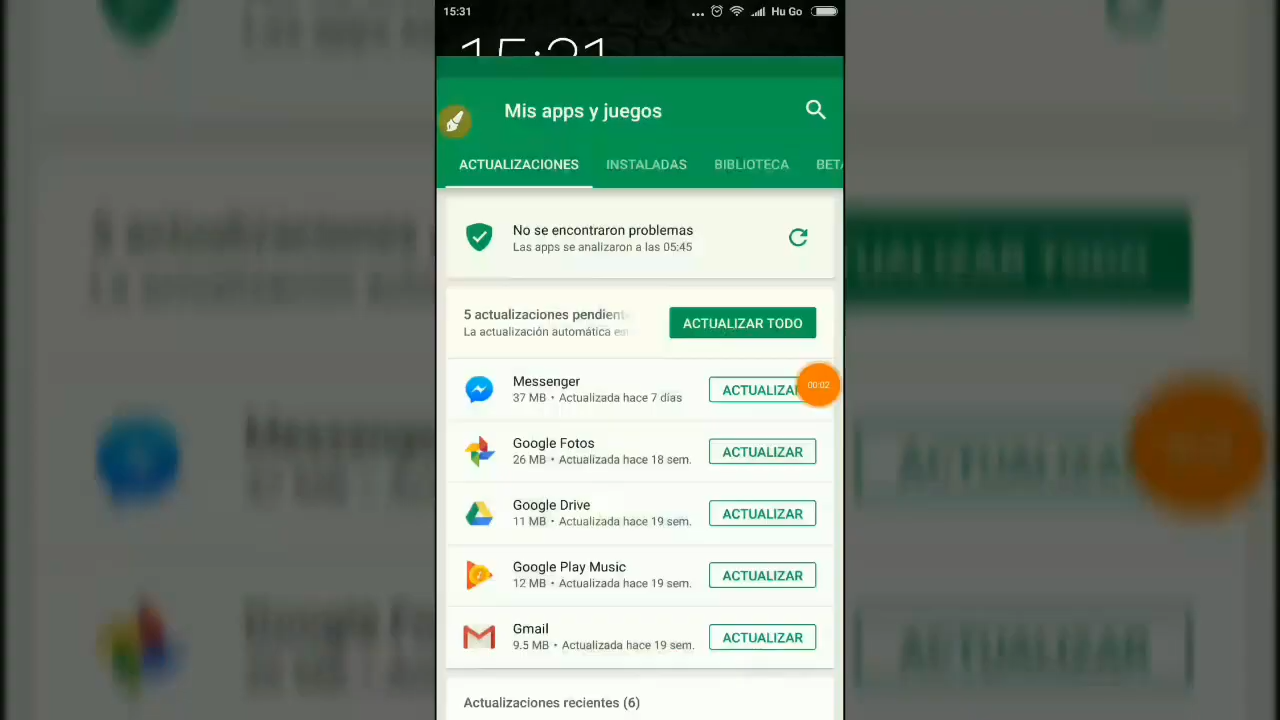 15:31
... Hu Go
15:31
Mis apps y juegos
ACTUALIZACIONES INSTALADAS BIBLIOTECA BETA
No se encontraron problemas
Las apps se analizaron a las 05:45
5 actualizaciones pendient
ACTUALIZAR TODO
La actualización automática es
Messenger
37 MB • Actualizada hace 7 días
ACTUALIZA
00:02
Google Fotos
26 MB • Actualizada hace 18 sem.
ACTUALIZAR
Google Drive
11 MB • Actualizada hace 19 sem.
ACTUALIZAR
Google Play Music
12 MB • Actualizada hace 19 sem.
ACTUALIZAR
Gmail
9.5 MB • Actualizada hace 19 sem.
ACTUALIZAR
Actualizaciones recientes (6)